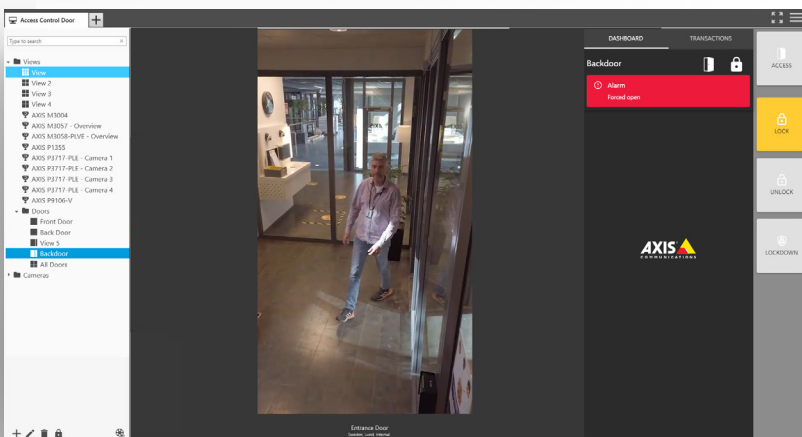 Access Control Door
Type to search
Views
View
View 2
View 3
View 4
AXIS M3004
AXIS M3057 - Overview
AXIS M3058-PLVE - Overview
AXIS P1355
AXIS P3717-PLE - Camera 1
AXIS P3717-PLE - Camera 2
AXIS P3717-PLE - Camera 3
AXIS P3717-PLE - Camera 4
AXIS P9106-V
Doors
Front Door
Back Door
View 5
Backdoor
All Doors
Cameras
Entrance Door
Sweden, Lund, Internal
DASHBOARD TRANSACTIONS
Backdoor
Alarm
Forced open
AXIS
COMMUNICATIONS
ACCESS
LOCK
UNLOCK
LOCKDOWN